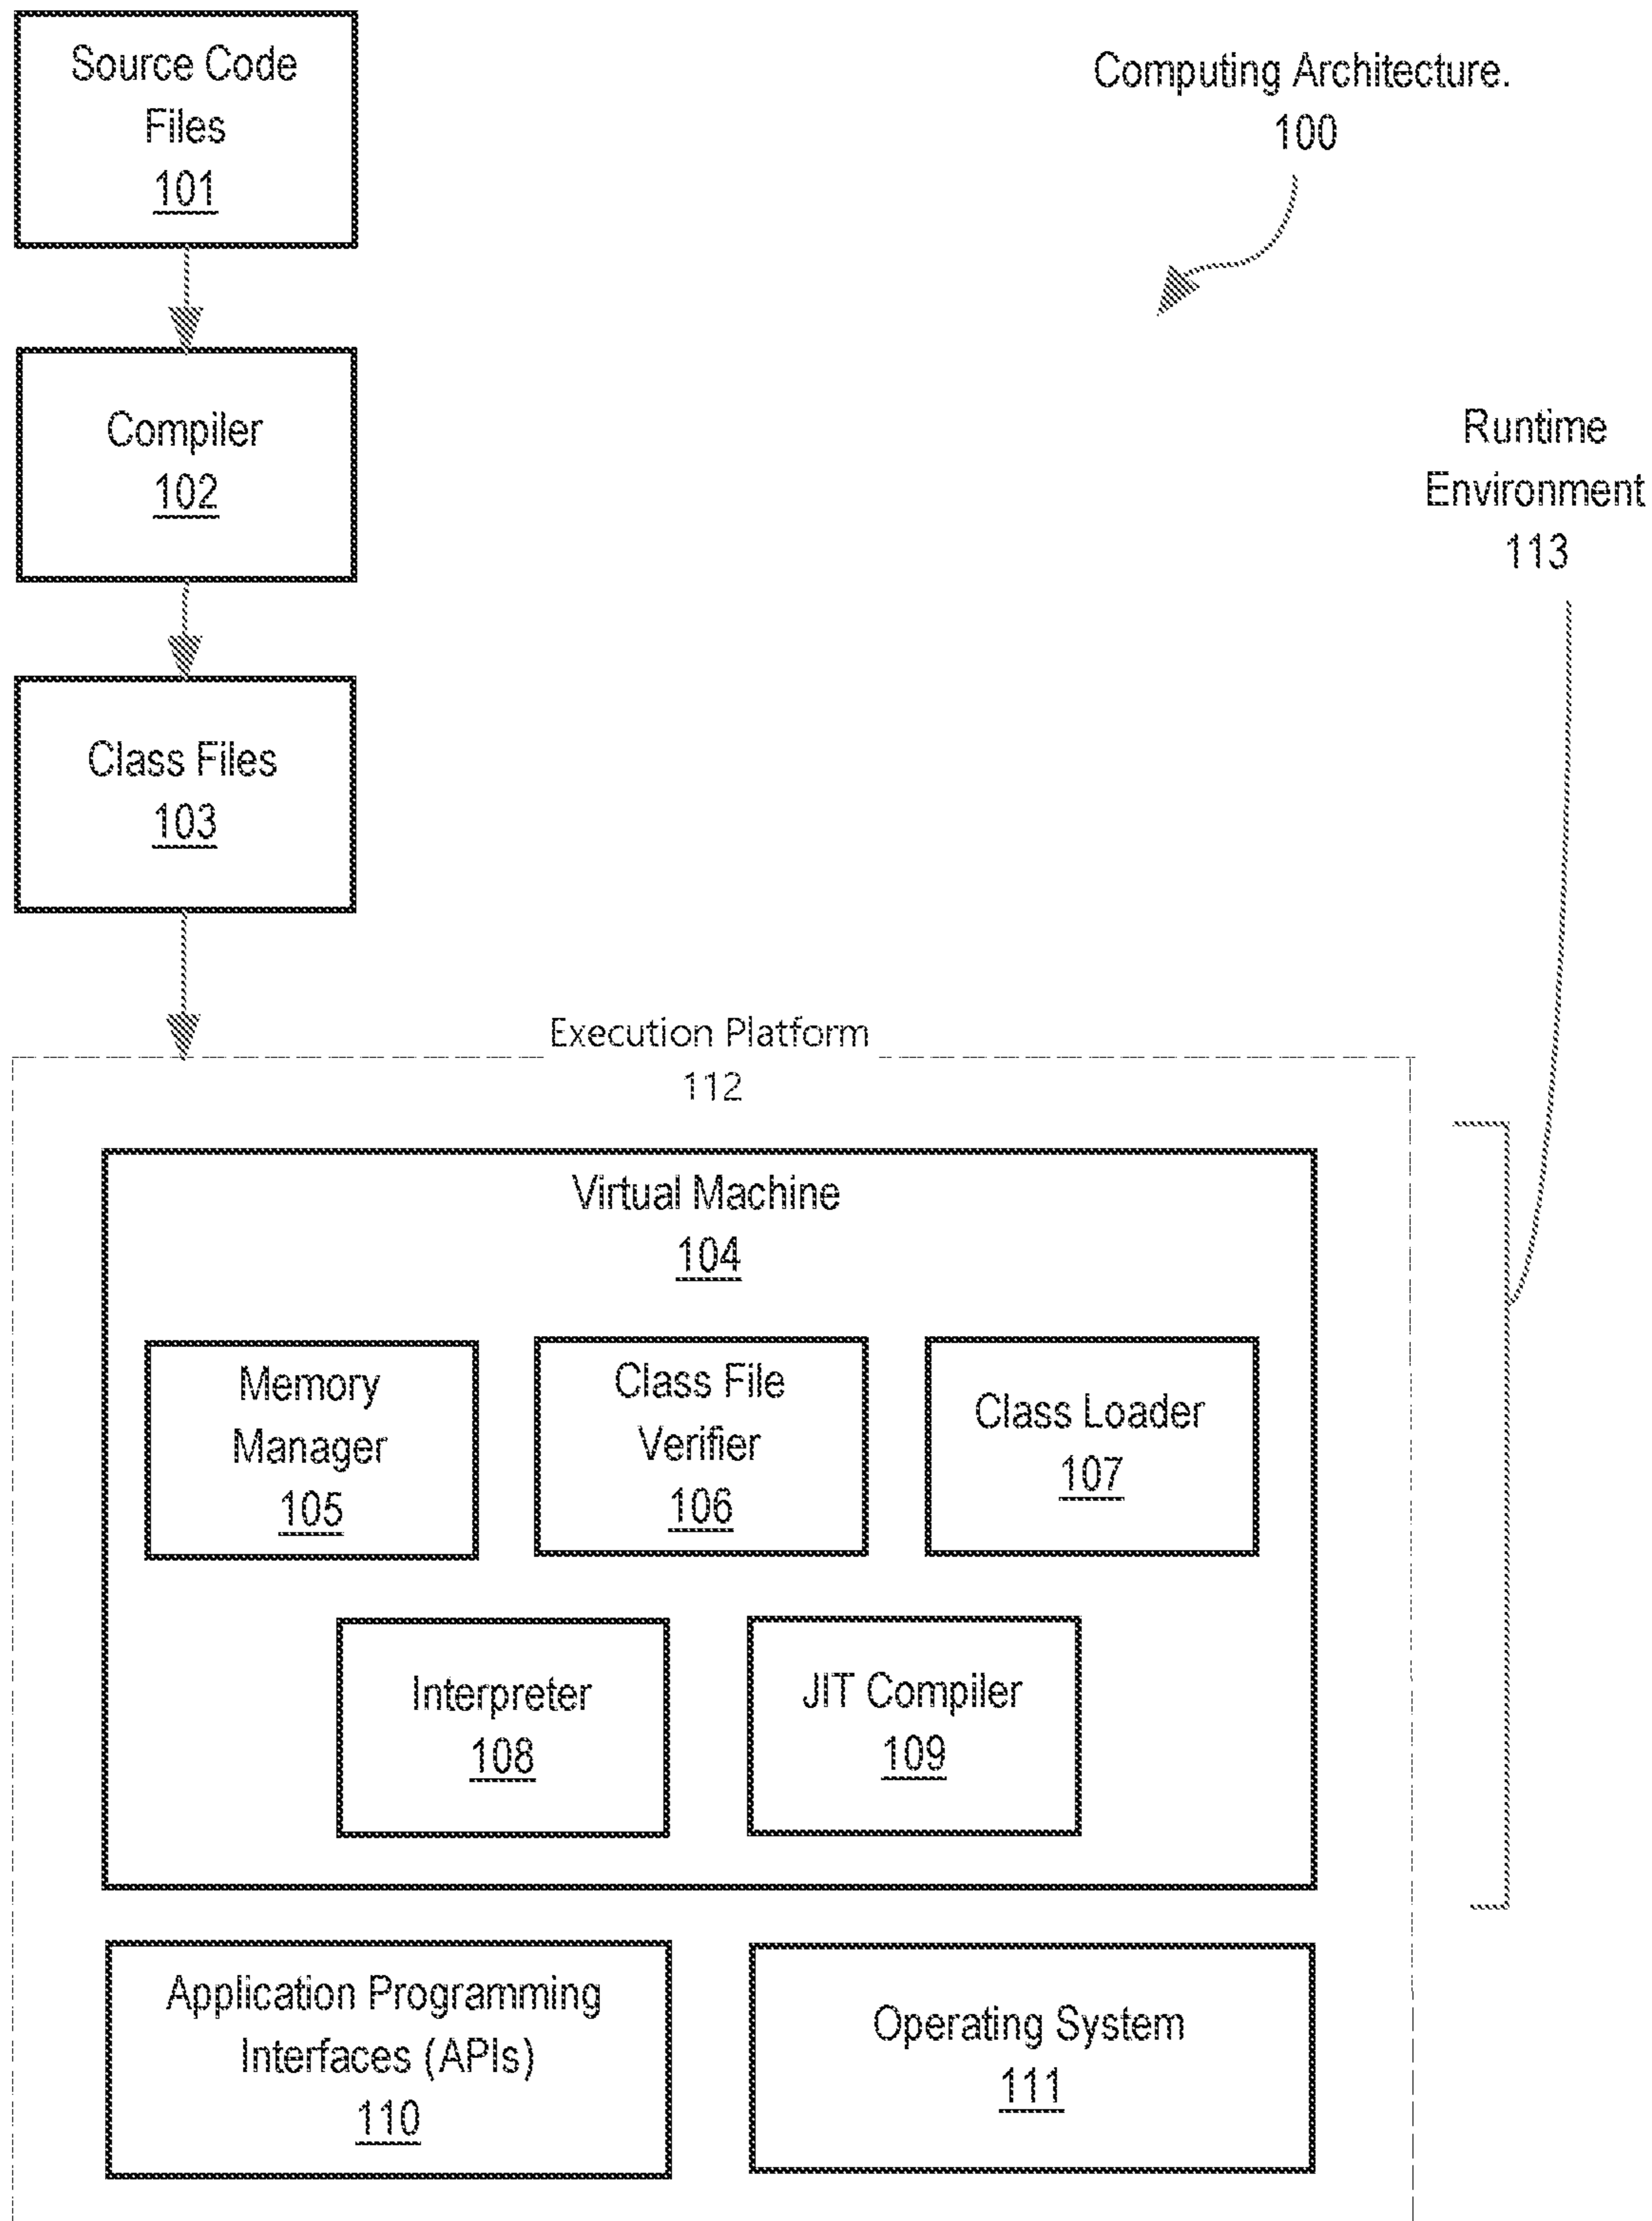 Source Code
Files
101
Computing Architecture.
100
Compiler
102
Runtime
Environment
113
Class Files
103
Execution Platform
112
Virtual Machine
104
Memory
Manager
105
Class File
Verifier
106
Class Loader
107
Interpreter
108
JIT Compiler
109
Application Programming
Interfaces (APIs)
110
Operating System
111